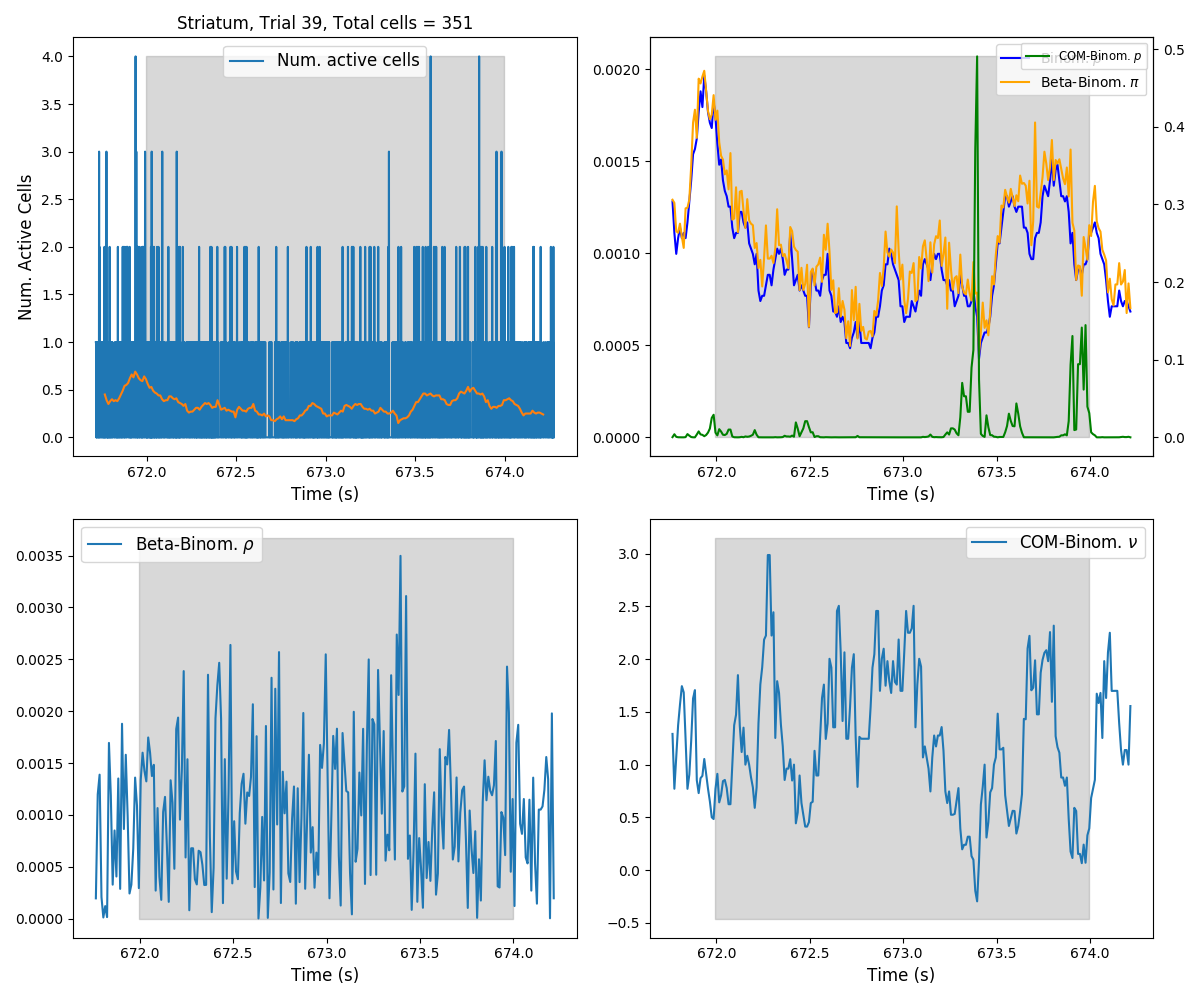 Striatum, Trial 39, Total cells = 351
Num. active cells
Num. Active Cells
4.0
3.5
3.0
2.5
2.0
1.5
1.0
0.5
0.0
672.0 672.5 673.0 673.5 674.0
Time (s)
COM-Binom. p
Beta-Binom. π
0.0020
0.0015
0.0010
0.0005
0.0000
0.5
0.4
0.3
0.2
0.1
0.0
672.0 672.5 673.0 673.5 674.0
Time (s)
Beta-Binom. ρ
0.0035
0.0030
0.0025
0.0020
0.0015
0.0010
0.0005
0.0000
672.0 672.5 673.0 673.5 674.0
Time (s)
COM-Binom. ν
3.0
2.5
2.0
1.5
1.0
0.5
0.0
−0.5
672.0 672.5 673.0 673.5 674.0
Time (s)